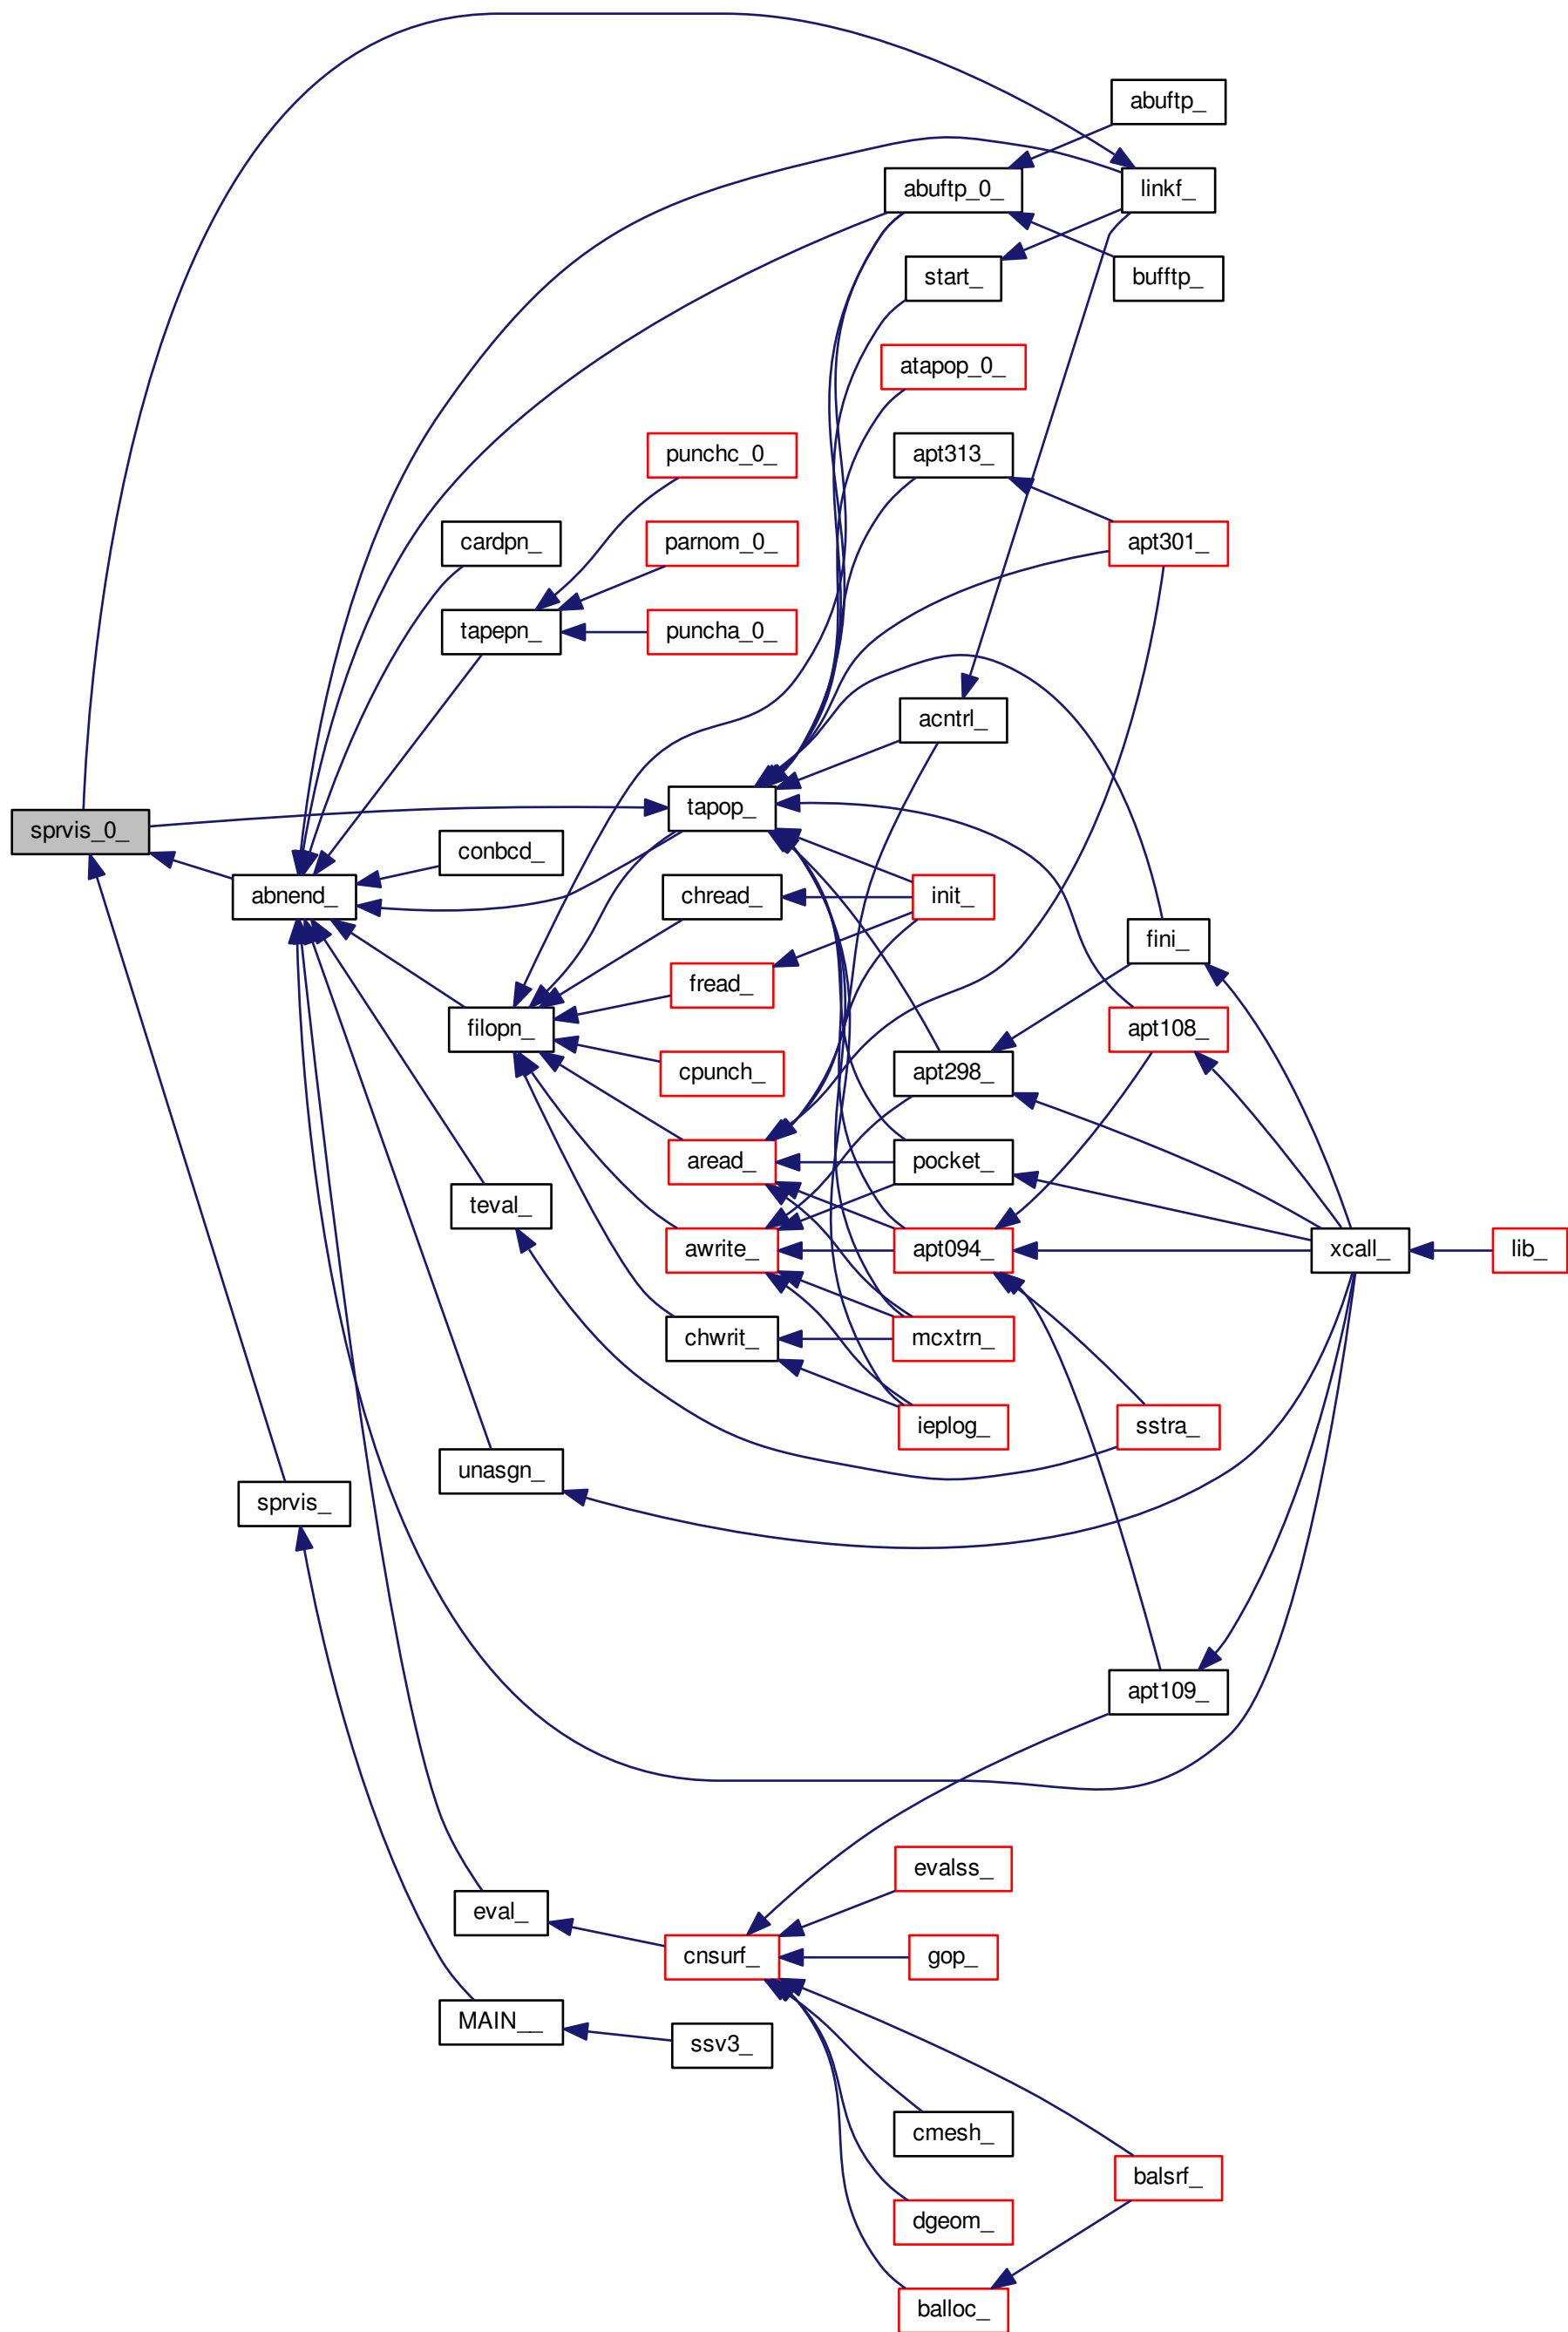 abuftp_
abuftp_0_
linkf_
start_
bufftp_
atapop_0_
punchc_0_
apt313_
cardpn_
parnom_0_
apt301_
tapepn_
puncha_0_
acntrl_
tapop_
sprvis_0_
conbcd_
abnend_
chread_
init_
fini_
fread_
filopn_
apt108_
cpunch_
apt298_
aread_
pocket_
teval_
awrite_
apt094_
xcall_
lib_
chwrit_
mcxtrn_
ieplog_
sstra_
unasgn_
sprvis_
apt109_
evalss_
eval_
cnsurf_
gop_
MAIN__
ssv3_
cmesh_
balsrf_
dgeom_
balloc_